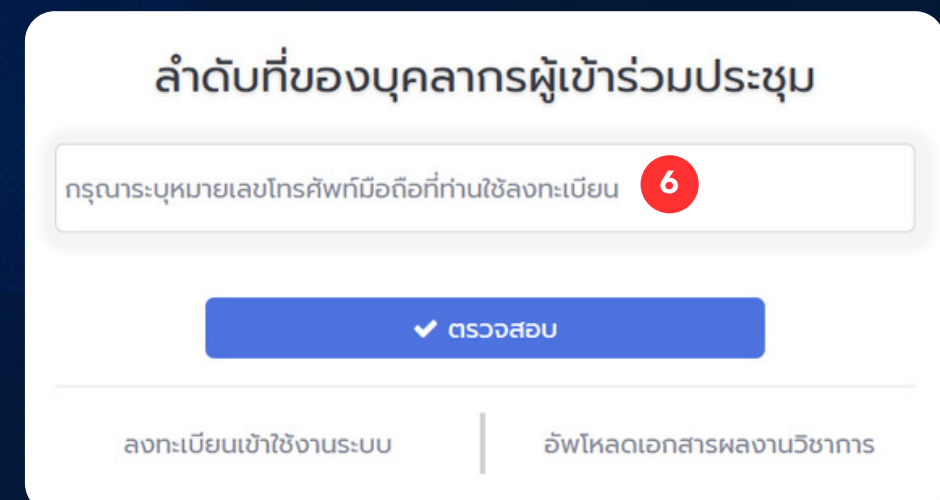 ลำดับที่ของบุคลากรผู้เข้าร่วมประชุม
กรุณาระบุหมายเลขโทรศัพท์มือถือที่ท่านใช้ลงทะเบียน 6
ตรวจสอบ
ลงทะเบียนเข้าใช้งานระบบ
อัพโหลดเอกสารผลงานวิชาการ